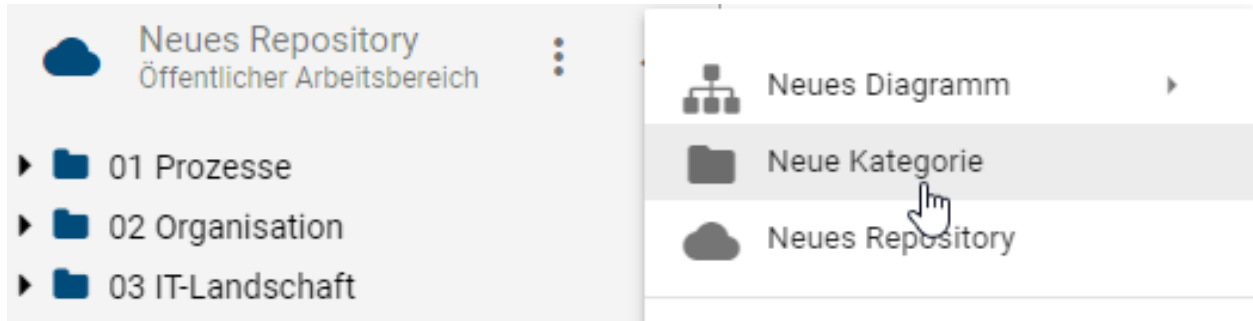 Neues Repository
Öffentlicher Arbeitsbereich
01 Prozesse
02 Organisation
03 IT-Landschaft
Neues Diagramm
Neue Kategorie
Neues Repository